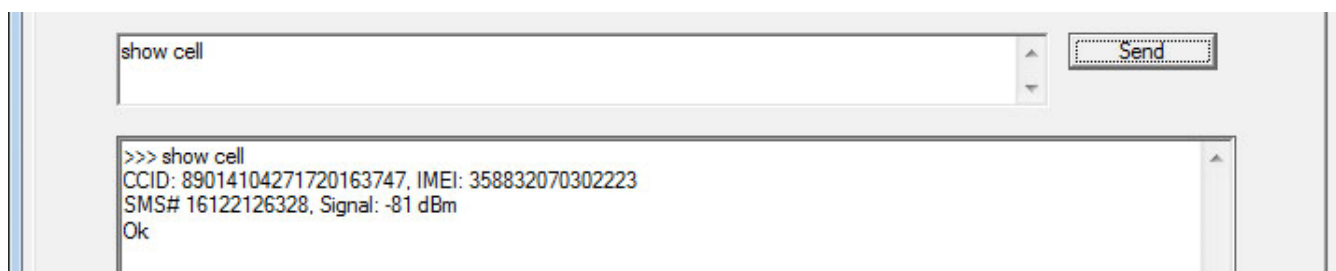 show cell
Send
>>> show cell
CCID: 89014104271720163747, IMEI: 358832070302223
SMS# 16122126328, Signal: -81 dBm
Ok